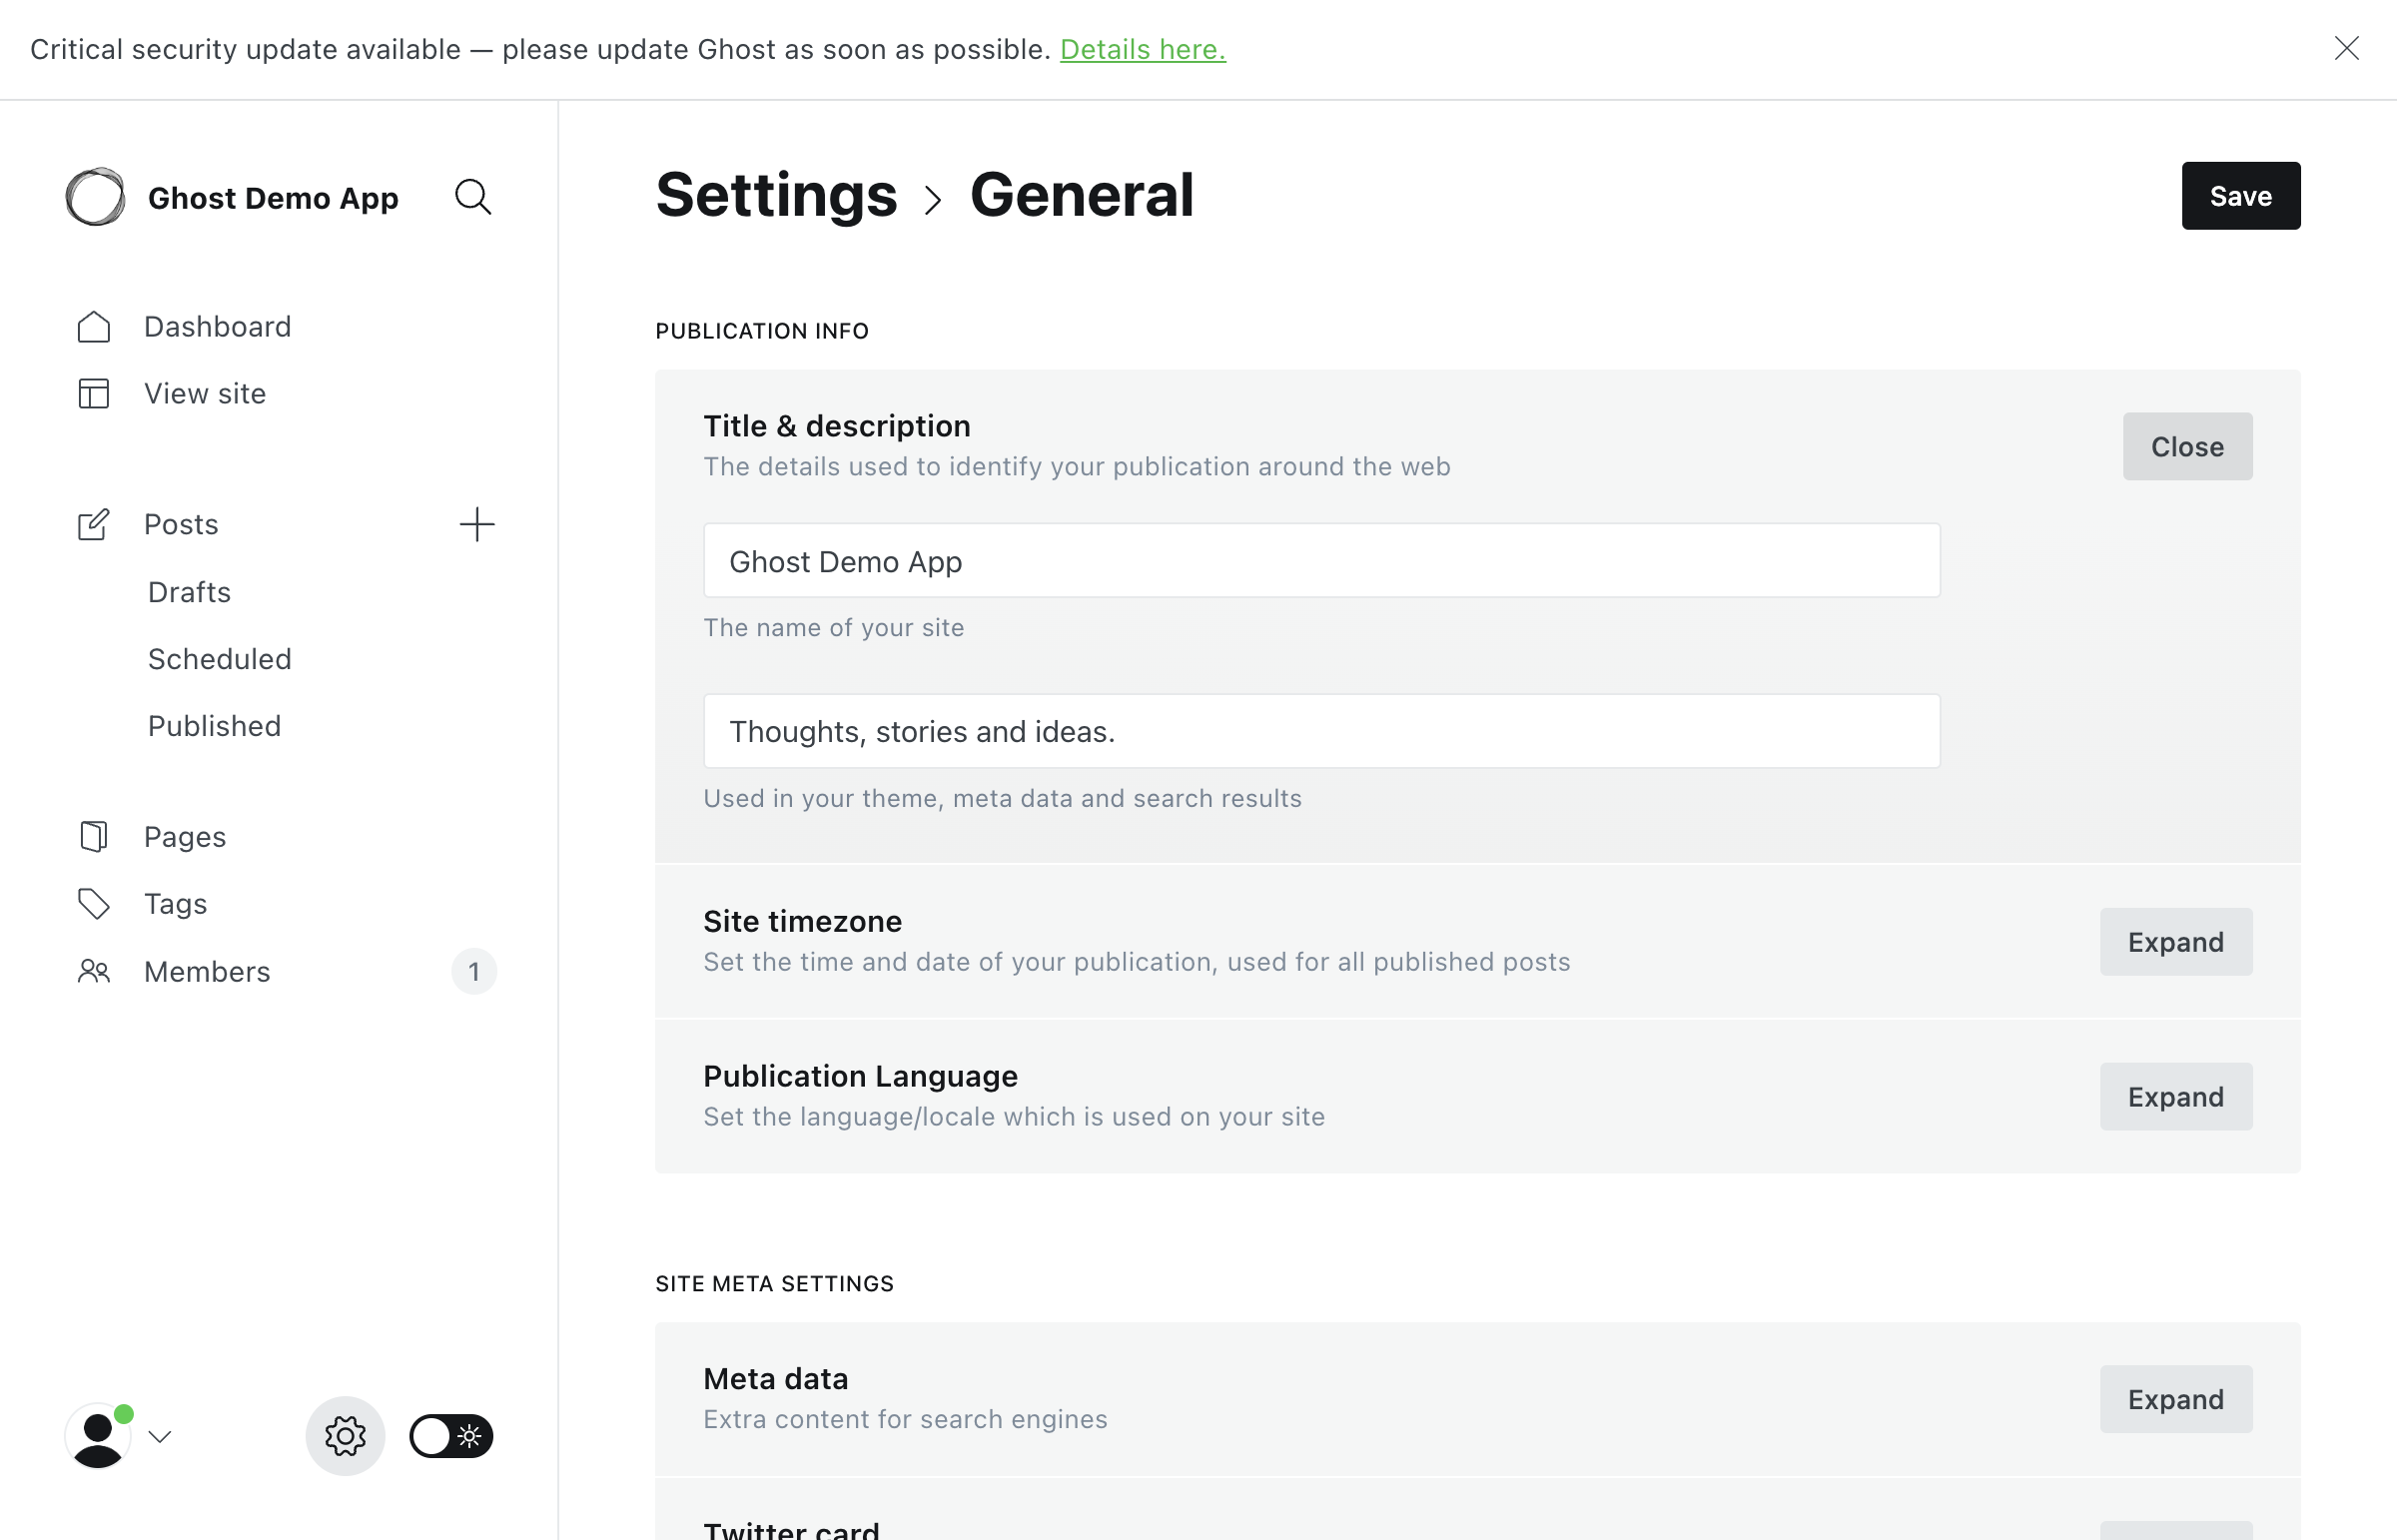 Critical security update available — please update Ghost as soon as possible. Details here.
Ghost Demo App
Dashboard
View site
Posts
Drafts
Scheduled
Published
Pages
Tags
Members 1
Settings > General
Save
PUBLICATION INFO
Title & description
The details used to identify your publication around the web
Close
Ghost Demo App
The name of your site
Thoughts, stories and ideas.
Used in your theme, meta data and search results
Site timezone
Set the time and date of your publication, used for all published posts
Expand
Publication Language
Set the language/locale which is used on your site
Expand
SITE META SETTINGS
Meta data
Extra content for search engines
Expand
Twitter card